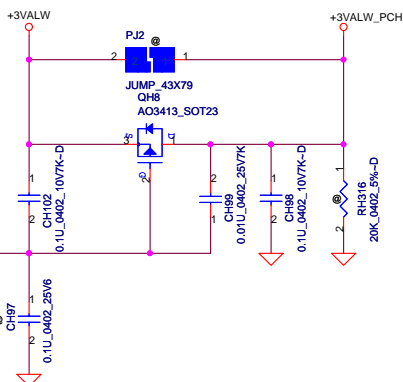 +3VALW
+3VALW_PCH
PJ2
@
2
1
JUMP_43X79
QH8
AO3413_SOT23
3
S
D
1
G
2
1
2
CH102
0.1U_0402_10V7K~D
2
1
CH99
0.01U_0402_25V7K
1
2
CH98
0.1U_0402_10V7K~D
1
@
2
RH316
20K_0402_5%~D
1
2
CH97
0.1U_0402_25V6